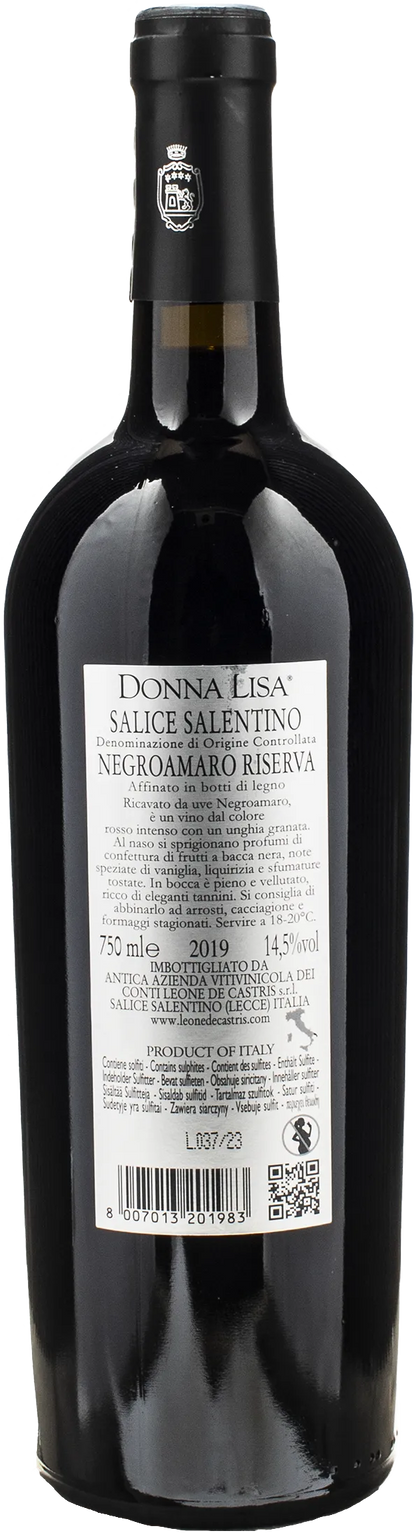 DONNA LISA®
SALICE SALENTINO
Denominazione di Origine Controllata
NEGROAMARO RISERVA
Affinato in botti di legno
Ricavato da uve Negroamaro,
è un vino dal colore
rosso intenso con un unghia granata.
Al naso si sprigionano profumi di
confettura di frutti a bacca nera, note
speziate di vaniglia, liquirizia e sfumature
tostate. In bocca è pieno e vellutato,
ricco di eleganti tannini. Si consiglia di
abbinarlo ad arrosti, cacciagione e
formaggi stagionati. Servire a 18-20°C.
750 ml℮ 2019 14,5%vol
IMBOTTIGLIATO DA
ANTICA AZIENDA VITIVINICOLA DEI
CONTI LEONE DE CASTRIS s.r.l.
SALICE SALENTINO (LECCE) ITALIA
www.leonedecastris.com
PRODUCT OF ITALY
Contiene solfiti - Contains sulphites - Contient des sulfites - Enthält Sulfite -
Indeholder Sulfitter - Bevat sulfieten - Obsahuje siricitany - Innehåller sulfiter
Sisältää Sulfitteja - Sisaldab sulfitid - Tartalmaz szulfitok - Satur sulfiti -
Sudėtyje yra sulfitai - Zawiera siarczyny - Vsebuje sulfit -
L037/23
8 007013 201983